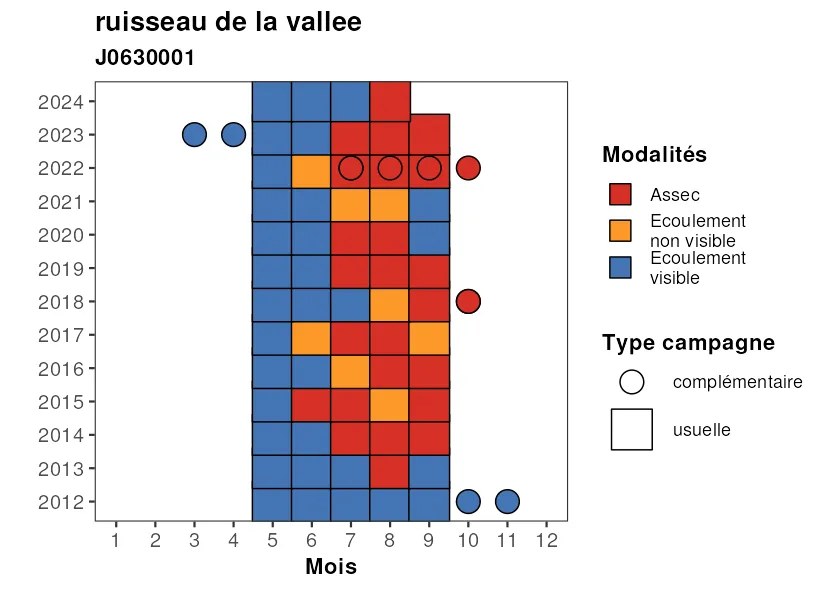 ruisseau de la vallee
J0630001
2024
2023
2022
2021
2020
2019
2018
2017
2016
2015
2014
2013
2012
1 2 3 4 5 6 7 8 9 10 11 12
Mois
Modalités
Assec
Ecoulement
non visible
Ecoulement
visible
Type campagne
complémentaire
usuelle